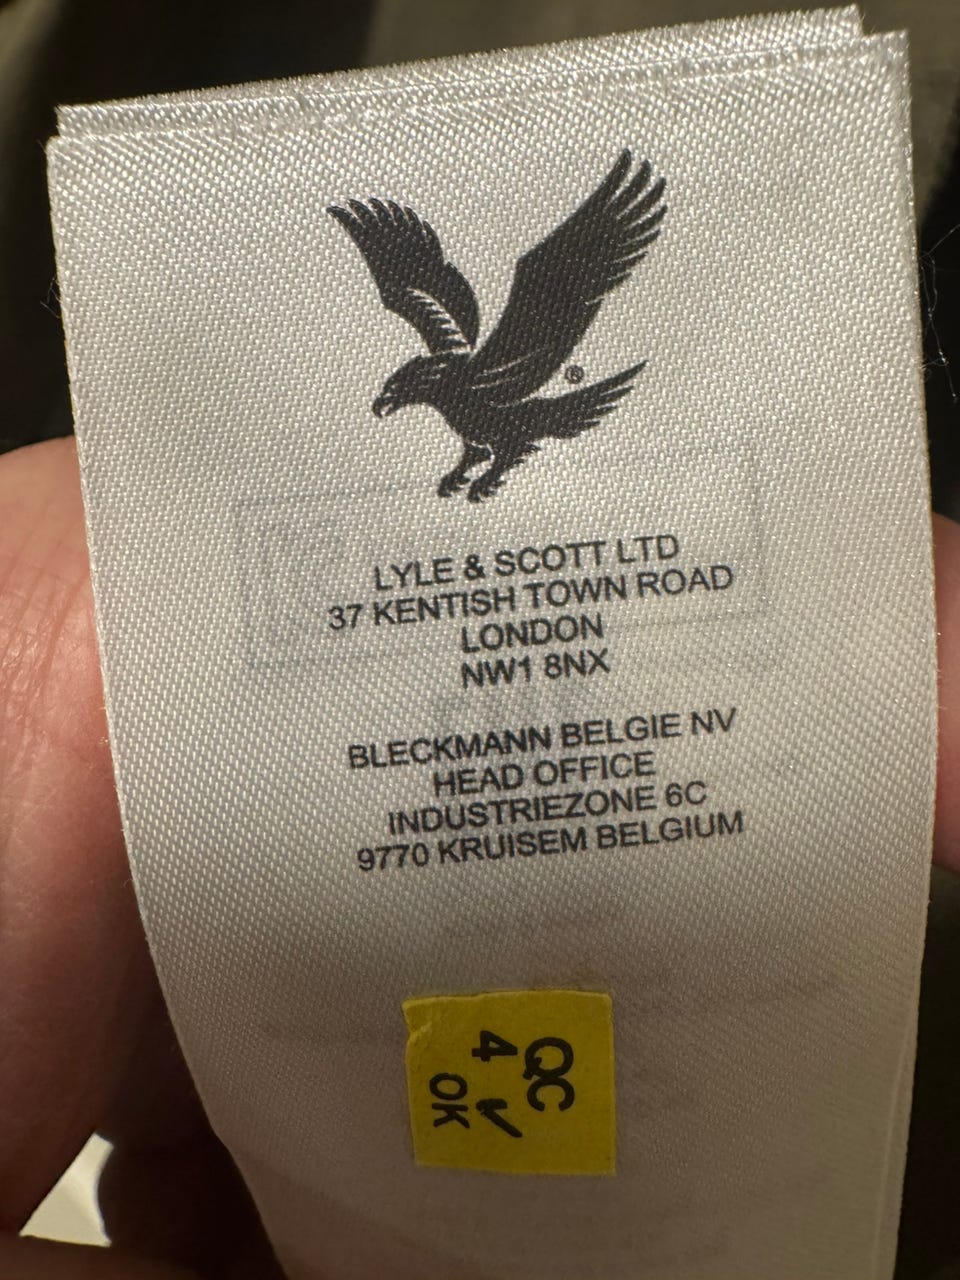 ®
LYLE & SCOTT LTD
37 KENTISH TOWN ROAD
LONDON
NW1 8NX
BLECKMANN BELGIE NV
HEAD OFFICE
INDUSTRIEZONE 6C
9770 KRUISEM BELGIUM
QC
4 ✓
OK